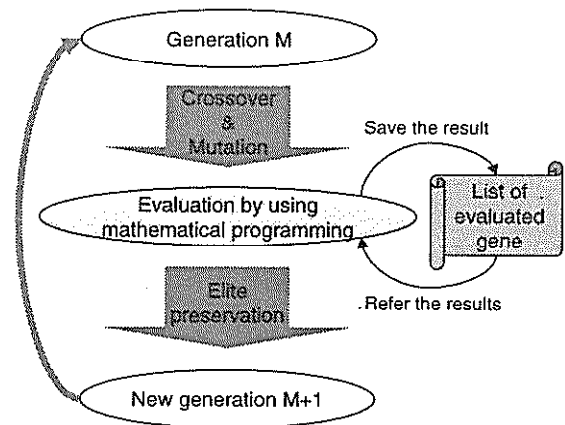 Generation M
Crossover
&
Mutation
Save the result
Evaluation by using
mathematical programming
List of
evaluated
gene
Elite
preservation
Refer the results
New generation M+1